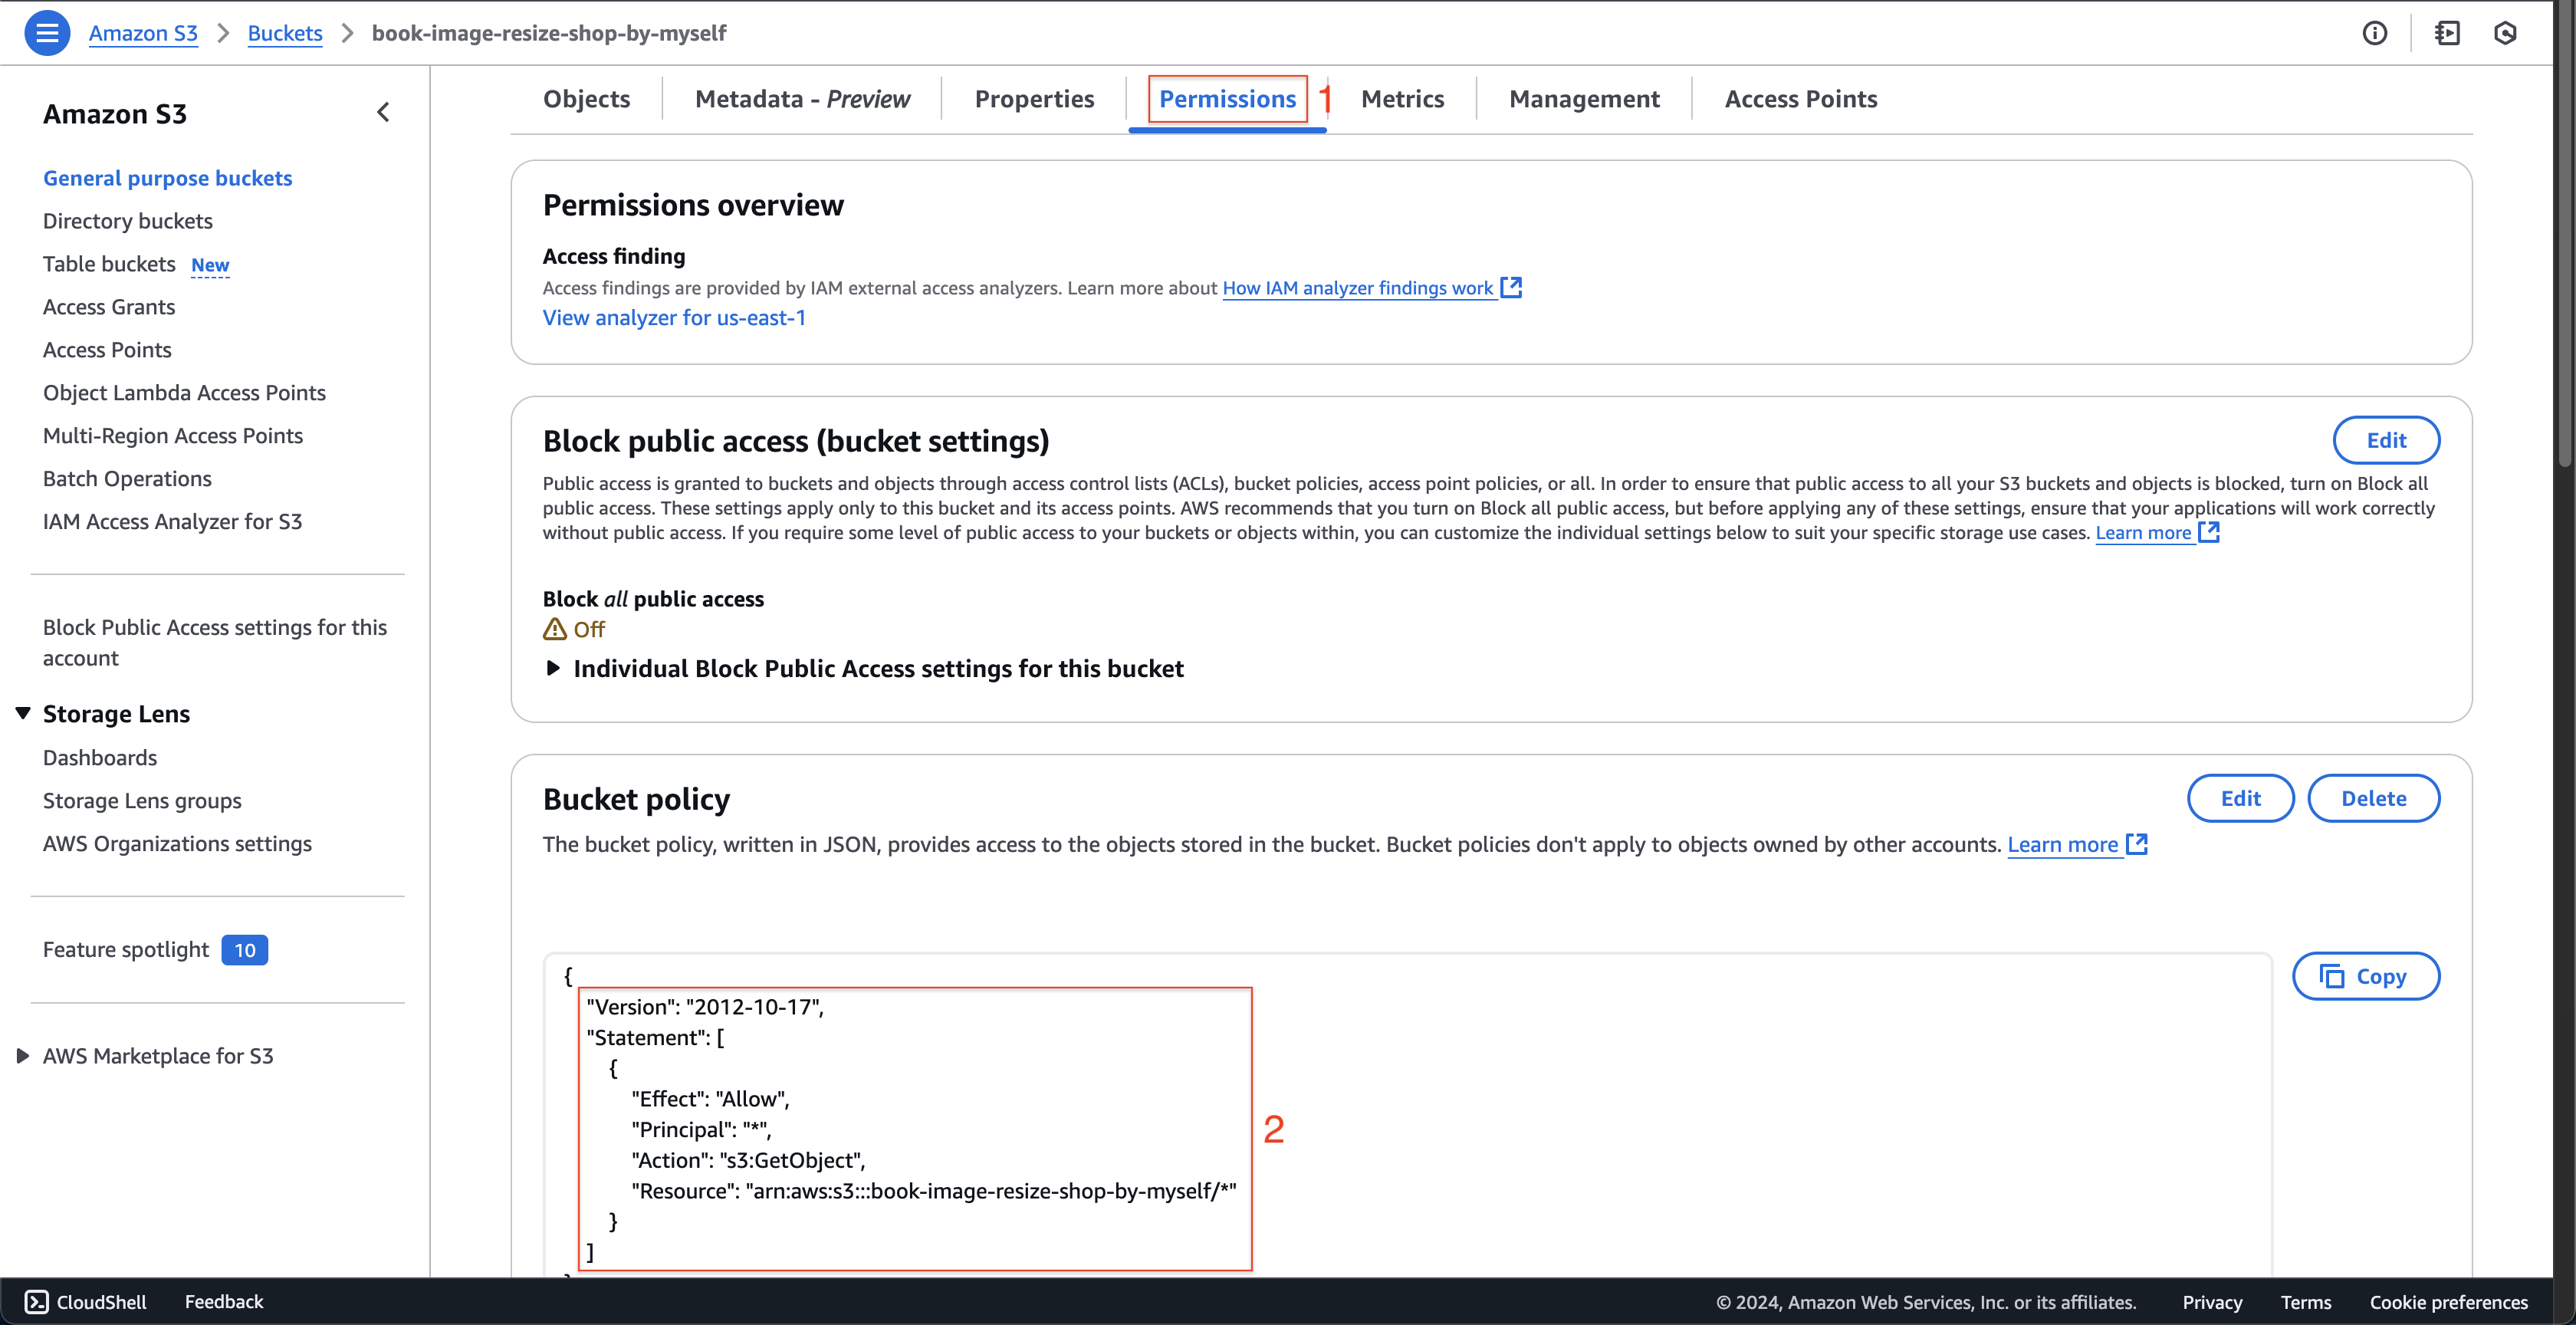 Amazon S3 > Buckets > book-image-resize-shop-by-myself
Amazon S3
General purpose buckets
Directory buckets
Table buckets New
Access Grants
Access Points
Object Lambda Access Points
Multi-Region Access Points
Batch Operations
IAM Access Analyzer for S3
Block Public Access settings for this
account
Storage Lens
Dashboards
Storage Lens groups
AWS Organizations settings
Feature spotlight 10
AWS Marketplace for S3
Objects Metadata - Preview Properties Permissions 1 Metrics Management Access Points
Permissions overview
Access finding
Access findings are provided by IAM external access analyzers. Learn more about How IAM analyzer findings work
View analyzer for us-east-1
Block public access (bucket settings) Edit
Public access is granted to buckets and objects through access control lists (ACLs), bucket policies, access point policies, or all. In order to ensure that public access to all your S3 buckets and objects is blocked, turn on Block all
public access. These settings apply only to this bucket and its access points. AWS recommends that you turn on Block all public access, but before applying any of these settings, ensure that your applications will work correctly
without public access. If you require some level of public access to your buckets or objects within, you can customize the individual settings below to suit your specific storage use cases. Learn more
Block all public access
Off
Individual Block Public Access settings for this bucket
Bucket policy Edit Delete
The bucket policy, written in JSON, provides access to the objects stored in the bucket. Bucket policies don't apply to objects owned by other accounts. Learn more
Copy
{
"Version": "2012-10-17",
"Statement": [
{
"Effect": "Allow",
"Principal": "*",
"Action": "s3:GetObject",
"Resource": "arn:aws:s3:::book-image-resize-shop-by-myself/*"
}
]
2
CloudShell Feedback © 2024, Amazon Web Services, Inc. or its affiliates. Privacy Terms Cookie preferences